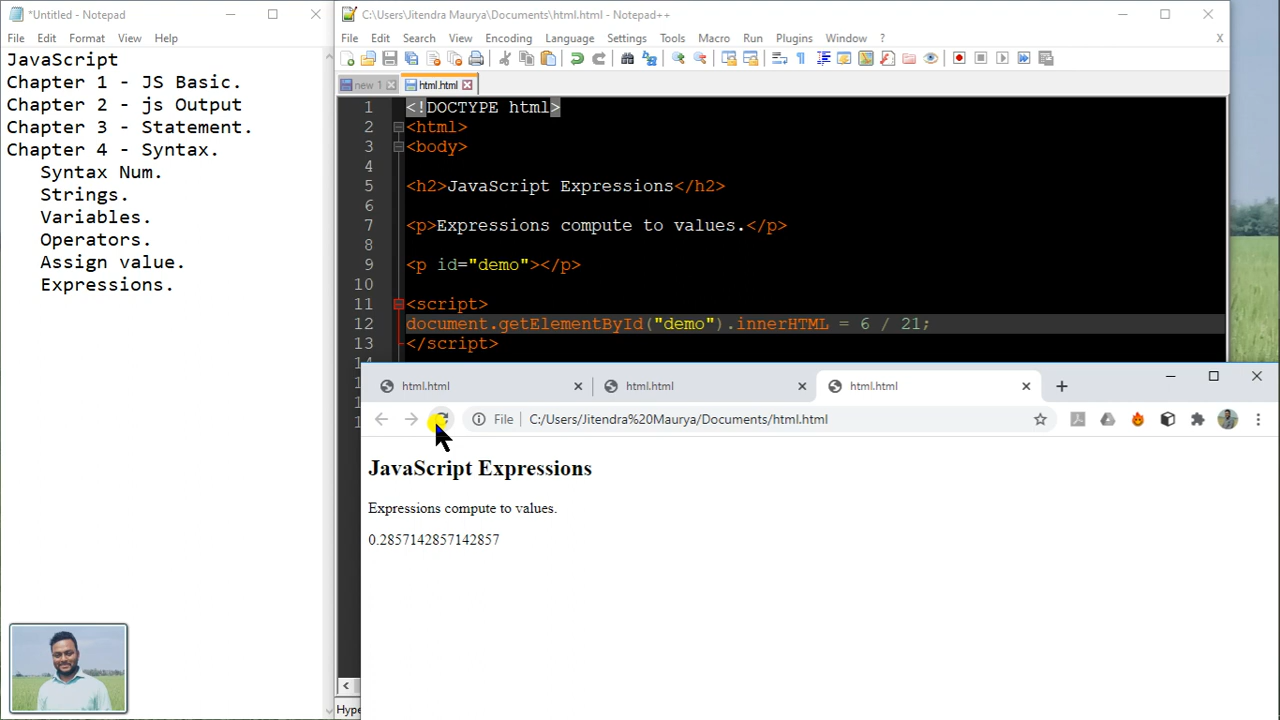 *Untitled - Notepad
File Edit Format View Help
JavaScript
Chapter 1 - JS Basic.
Chapter 2 - js Output
Chapter 3 - Statement.
Chapter 4 - Syntax.
Syntax Num.
Strings.
Variables.
Operators.
Assign value.
Expressions.
C:\Users\Jitendra Maurya\Documents\html.html - Notepad++
File Edit Search View Encoding Language Settings Tools Macro Run Plugins Window ? X
new 1 html.html
1 <!DOCTYPE html>
2 <html>
3 <body>
4
5 <h2>JavaScript Expressions</h2>
6
7 <p>Expressions compute to values.</p>
8
9 <p id="demo"></p>
10
11 <script>
12 document.getElementById("demo").innerHTML = 6 / 21;
13 </script>
html.html html.html html.html
File C:/Users/Jitendra%20Maurya/Documents/html.html
JavaScript Expressions
Expressions compute to values.
0.2857142857142857